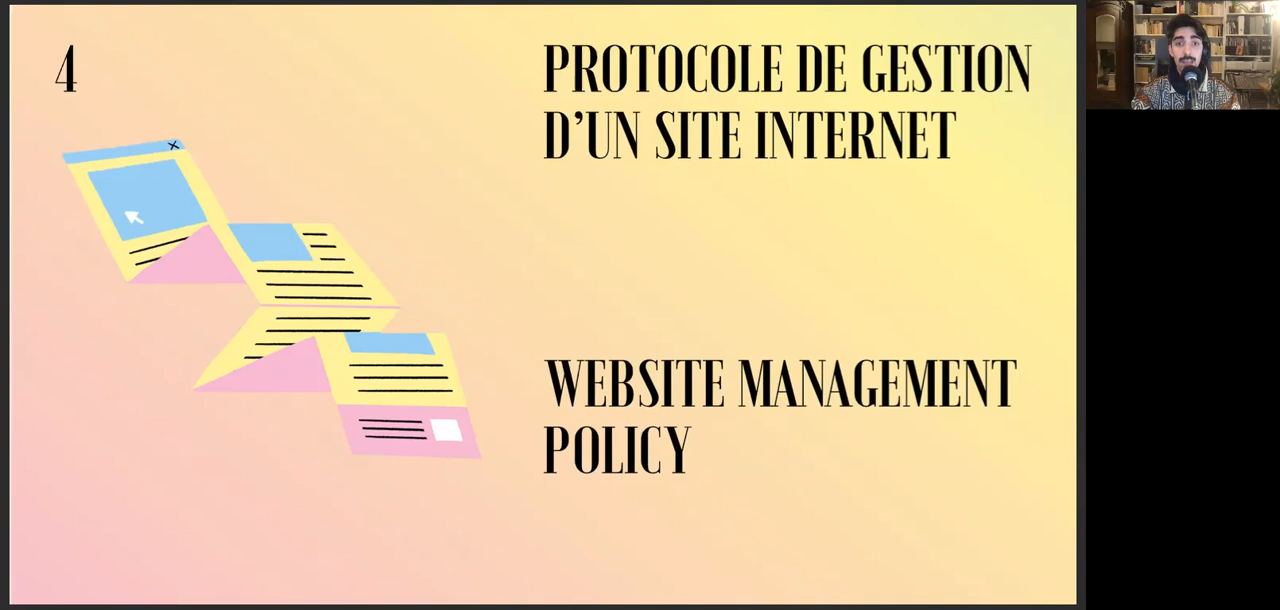 4
PROTOCOLE DE GESTION
D’UN SITE INTERNET
WEBSITE MANAGEMENT
POLICY